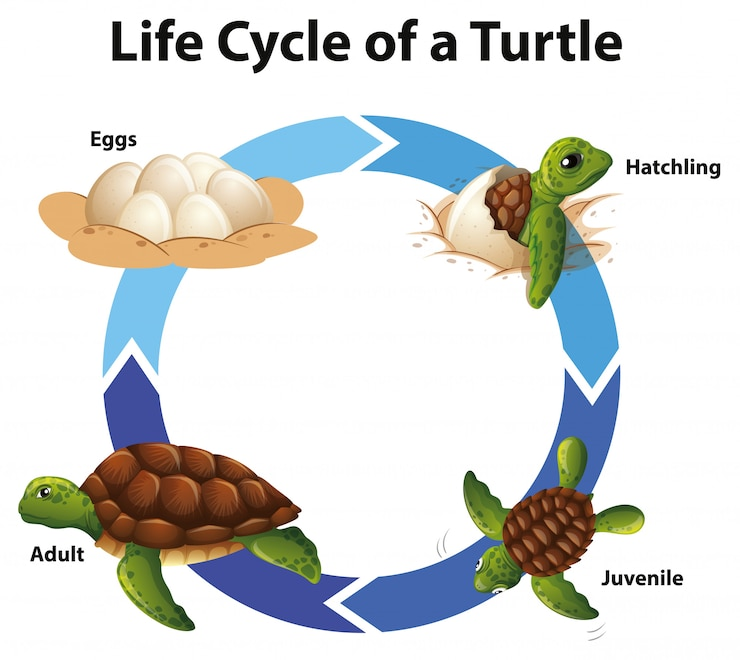 Life Cycle of a Turtle
Eggs
Hatchling
Adult
Juvenile